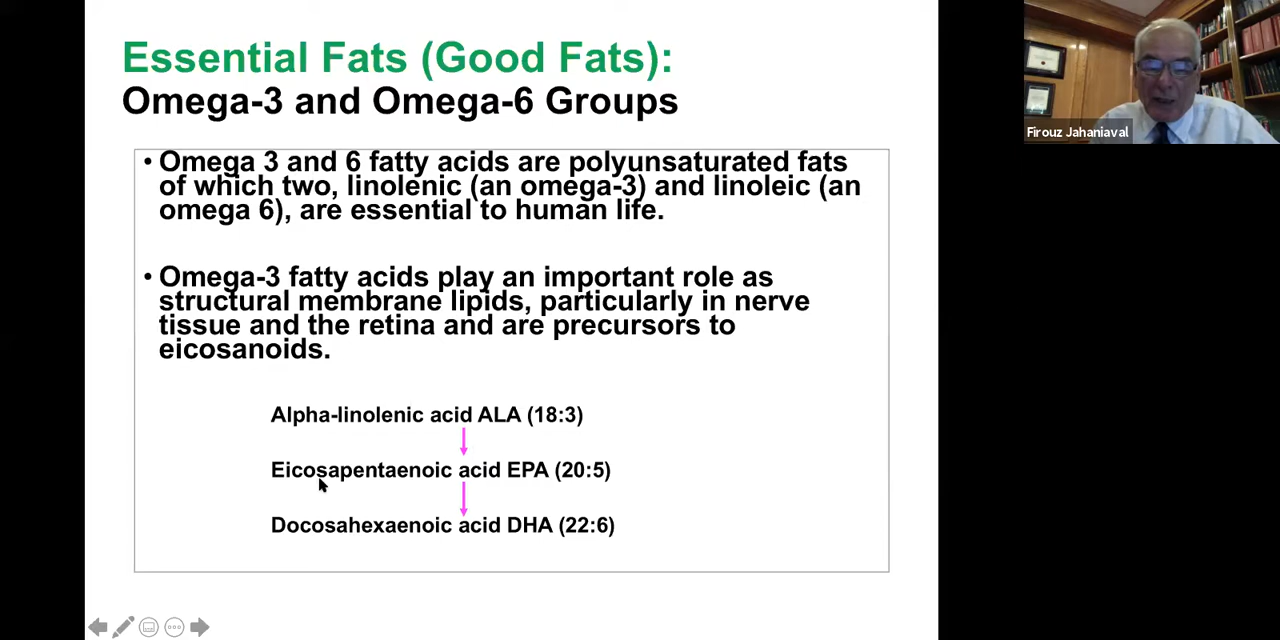 Essential Fats (Good Fats):
Omega-3 and Omega-6 Groups
• Omega 3 and 6 fatty acids are polyunsaturated fats
of which two, linolenic (an omega-3) and linoleic (an
omega 6), are essential to human life.
• Omega-3 fatty acids play an important role as
structural membrane lipids, particularly in nerve
tissue and the retina and are precursors to
eicosanoids.
Alpha-linolenic acid ALA (18:3)
Eicosapentaenoic acid EPA (20:5)
Docosahexaenoic acid DHA (22:6)
Firouz Jahaniaval